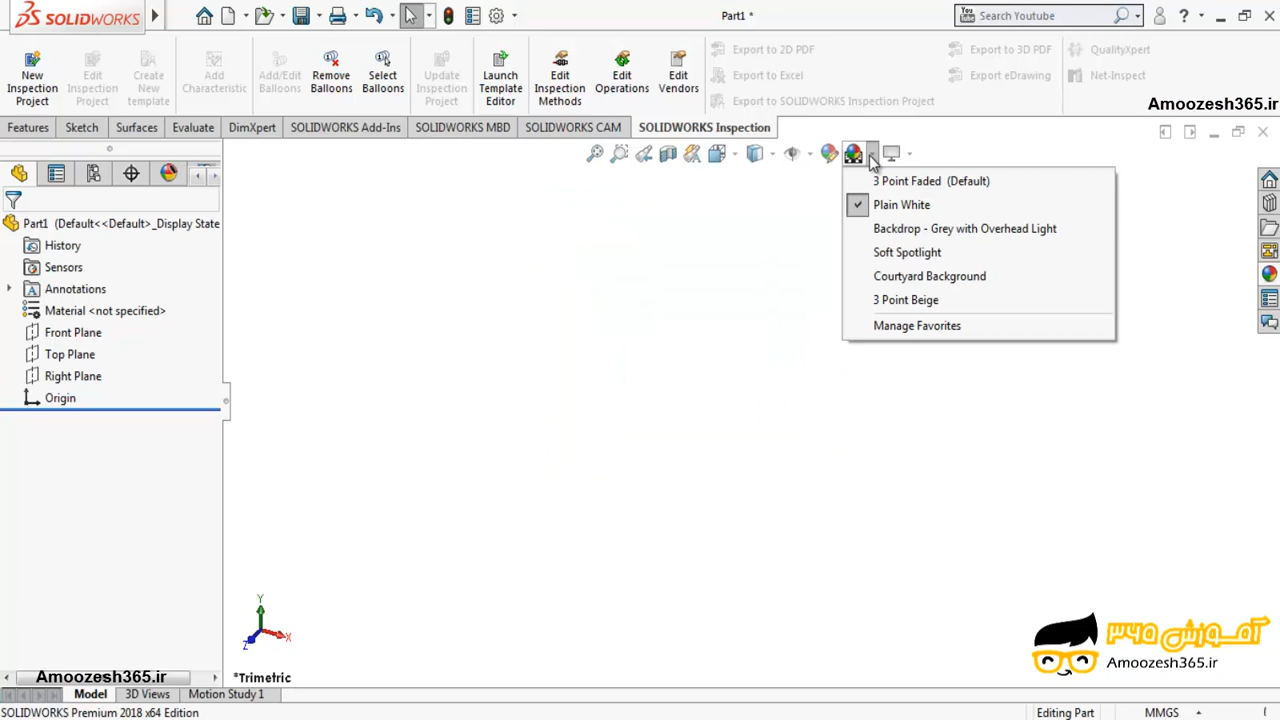 SOLIDWORKS
Part1 *
Search Youtube
New Inspection Project
Edit Inspection Project
Create New template
Add Characteristic
Add/Edit Balloons
Remove Balloons
Select Balloons
Update Inspection Project
Launch Template Editor
Edit Inspection Methods
Edit Operations
Edit Vendors
Export to 2D PDF
Export to Excel
Export to SOLIDWORKS Inspection Project
Export to 3D PDF
Export eDrawing
QualityXpert
Net-Inspect
Amoozesh365.ir
Features
Sketch
Surfaces
Evaluate
DimXpert
SOLIDWORKS Add-Ins
SOLIDWORKS MBD
SOLIDWORKS CAM
SOLIDWORKS Inspection
Part1 (Default<<Default>_Display State
History
Sensors
Annotations
Material <not specified>
Front Plane
Top Plane
Right Plane
Origin
3 Point Faded (Default)
Plain White
Backdrop - Grey with Overhead Light
Soft Spotlight
Courtyard Background
3 Point Beige
Manage Favorites
Y
X
Z
*Trimetric
آموزش ۳۶۵
Amoozesh365.ir
Amoozesh365.ir
Model
3D Views
Motion Study 1
SOLIDWORKS Premium 2018 x64 Edition
Editing Part
MMGS